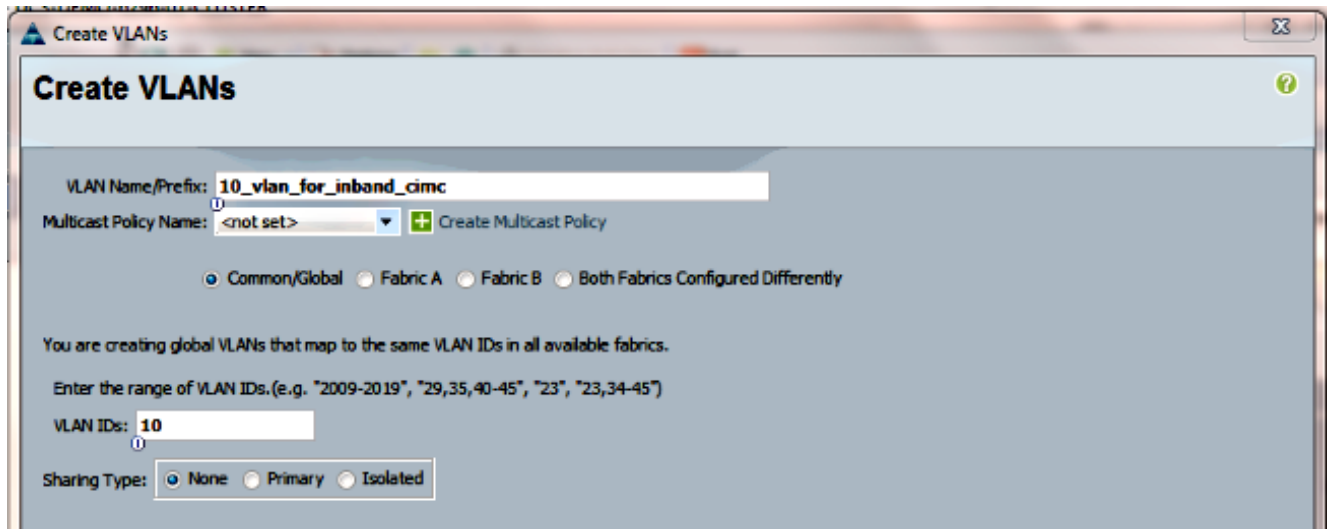 Create VLANs
Create VLANs
VLAN Name/Prefix: 10_vlan_for_inband_cimc
Multicast Policy Name: <not set> Create Multicast Policy
Common/Global Fabric A Fabric B Both Fabrics Configured Differently
You are creating global VLANs that map to the same VLAN IDs in all available fabrics.
Enter the range of VLAN IDs.(e.g. "2009-2019", "29,35,40-45", "23", "23,34-45")
VLAN IDs: 10
Sharing Type: None Primary Isolated